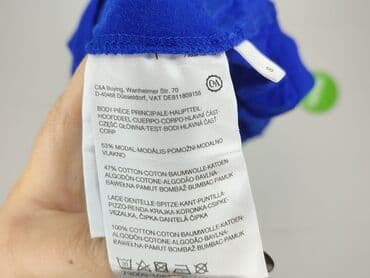 C&A Buying, Wanheimer Str. 70
D-40468 Düsseldorf, VAT DE811809155
C&A
S
BODY-PIÈCE PRINCIPALE-HAUPTTEIL-
HOOFDDEEL CUERPO-CORPO-HLAVNÍ ČÁST-
CZĘŚĆ GŁÓWNA-TEST-BODI HLAVNÁ ČASŤ
CORP
53% MODAL-MODÁLIS-POMOŽNI-MODALNO
VLAKNO
47% COTTON-COTON-BAUMWOLLE-KATOEN
ALGODÓN-COTONE-ALGODÃO-BAVLNA-
BAWEŁNA-PAMUT-BOMBAŽ BUMBAC PAMUK
LACE DENTELLE-SPITZE-KANT-PUNTILLA-
PIZZO-RENDA KRAJKA KORONKA-CSIPKE-
VEZALKA, ČIPKA DANTELĂ ČIPKA
100% COTTON COTON BAUMWOLLE-KATOEN
ALGODÓN-COTONE ALGODÃO-BAVLNA-
BAWEŁNA-PAMUT-BOMBAŽ BUMBAC PAMUK